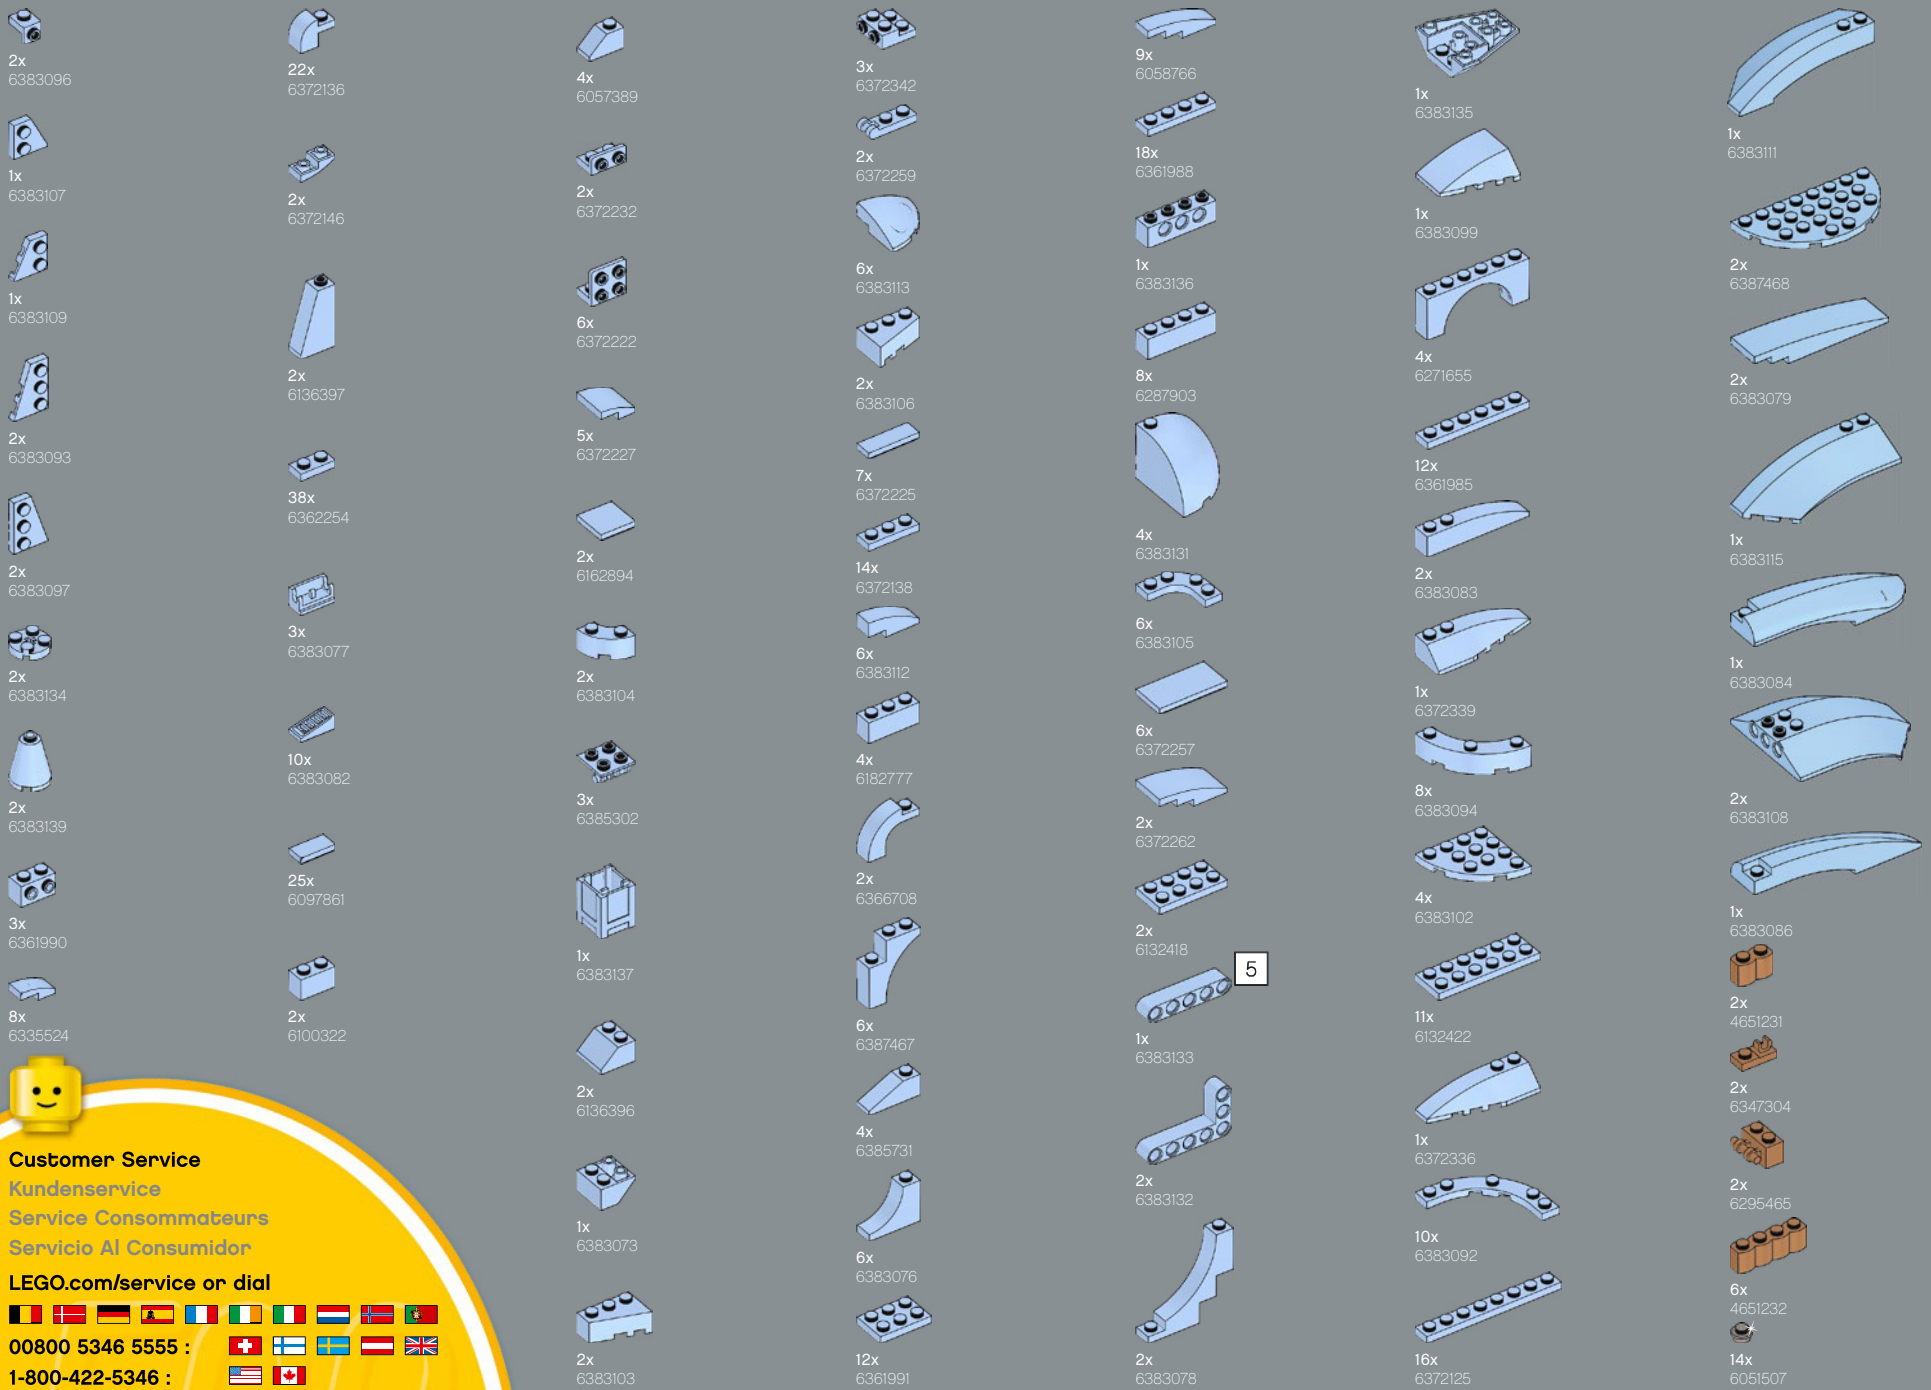 2x
6383096
1x
6383107
1x
6383109
2x
6383093
2x
6383097
2x
6383134
2x
6383139
3x
6361990
8x
6335524
22x
6372136
2x
6372146
2x
6136397
38x
6362254
3x
6383077
10x
6383082
25x
6097861
2x
6100322
4x
6057389
2x
6372232
6x
6372222
5x
6372227
2x
6162894
2x
6383104
3x
6385302
1x
6383137
2x
6136396
1x
6383073
2x
6383103
3x
6372342
2x
6372259
6x
6383113
2x
6383106
7x
6372225
14x
6372138
6x
6383112
4x
6182777
2x
6366708
6x
6387467
4x
6385731
6x
6383076
12x
6361991
9x
6058766
18x
6361988
1x
6383136
8x
6287903
4x
6383131
6x
6383105
6x
6372257
2x
6372262
2x
6132418
5
1x
6383133
2x
6383132
2x
6383078
1x
6383135
1x
6383099
4x
6271655
12x
6361985
2x
6383083
1x
6372339
8x
6383094
4x
6383102
11x
6132422
1x
6372336
10x
6383092
16x
6372125
1x
6383111
2x
6387468
2x
6383079
1x
6383115
1x
6383084
2x
6383108
1x
6383086
2x
4651231
2x
6347304
2x
6295465
6x
4651232
14x
6051507
Customer Service
Kundenservice
Service Consommateurs
Servicio Al Consumidor
LEGO.com/service or dial
00800 5346 5555 :
1-800-422-5346 :